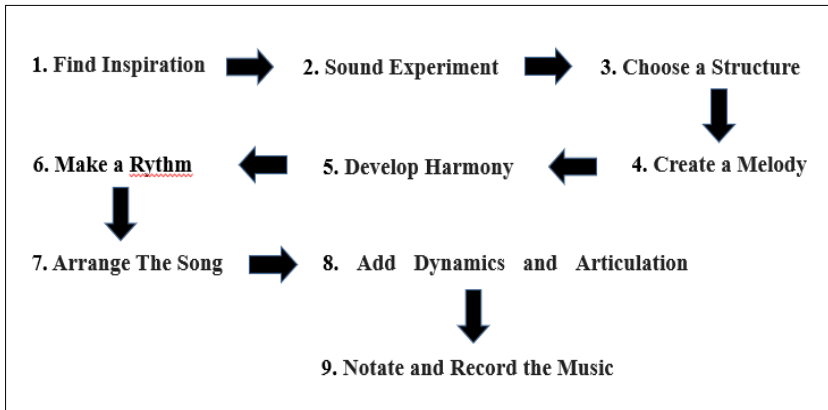 1. Find Inspiration
2. Sound Experiment
3. Choose a Structure
4. Create a Melody
5. Develop Harmony
6. Make a Rythm
7. Arrange The Song
8. Add Dynamics and Articulation
9. Notate and Record the Music